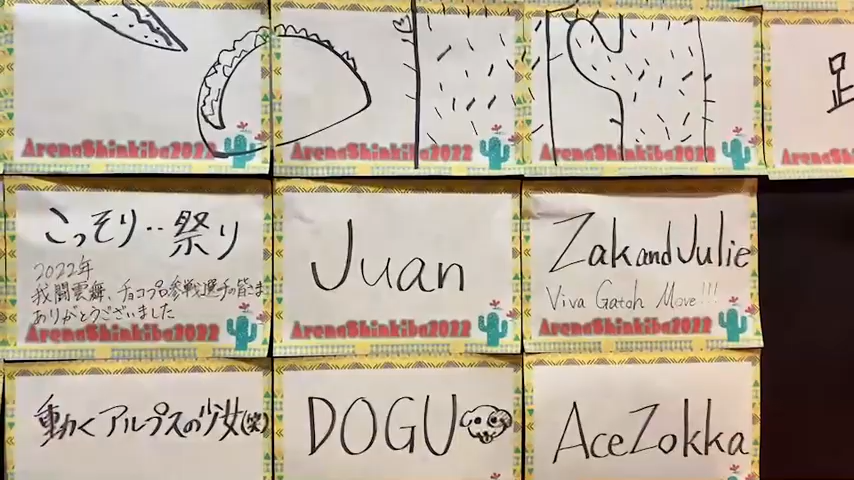 ArenaShinkiba2022
ArenaShinkiba2022
ArenaShinkiba2022
足
ArenaShinki
こっそり‥祭り
2022年
我闘雲舞、チョコプロ参戦選手の皆さま
ありがとうございました
ArenaShinkiba2022
Juan
ArenaShinkiba2022
ZakandJulie
Viva Gatoh Move!!!
ArenaShinkiba2022
動くアルプスの少女(笑)
DOGU
AceZokka